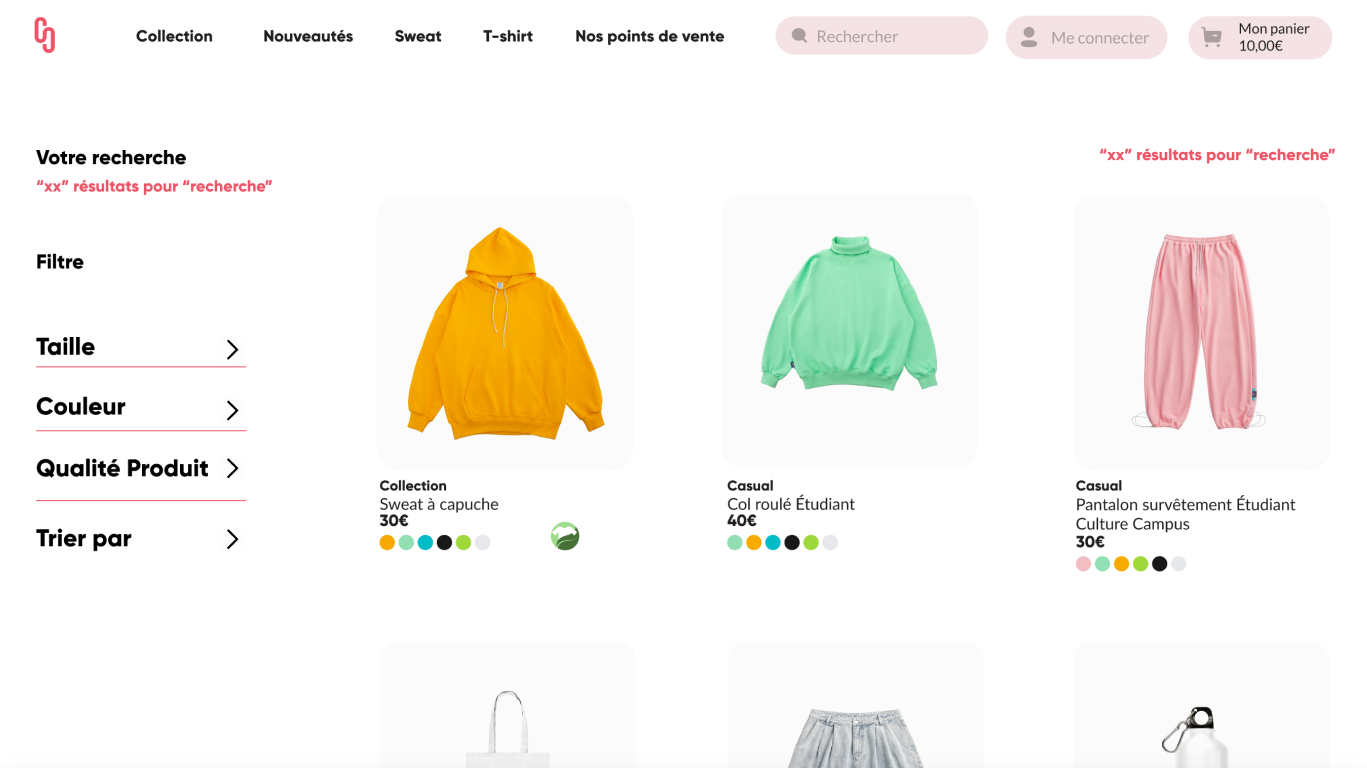 Collection
Nouveautés
Sweat
T-shirt
Nos points de vente
Rechercher
Me connecter
Mon panier
10,00€
Votre recherche
“xx” résultats pour “recherche”
“xx” résultats pour “recherche”
Filtre
Taille
Couleur
Qualité Produit
Trier par
Collection
Sweat à capuche
30€
Casual
Col roulé Étudiant
40€
Casual
Pantalon survêtement Étudiant
Culture Campus
30€